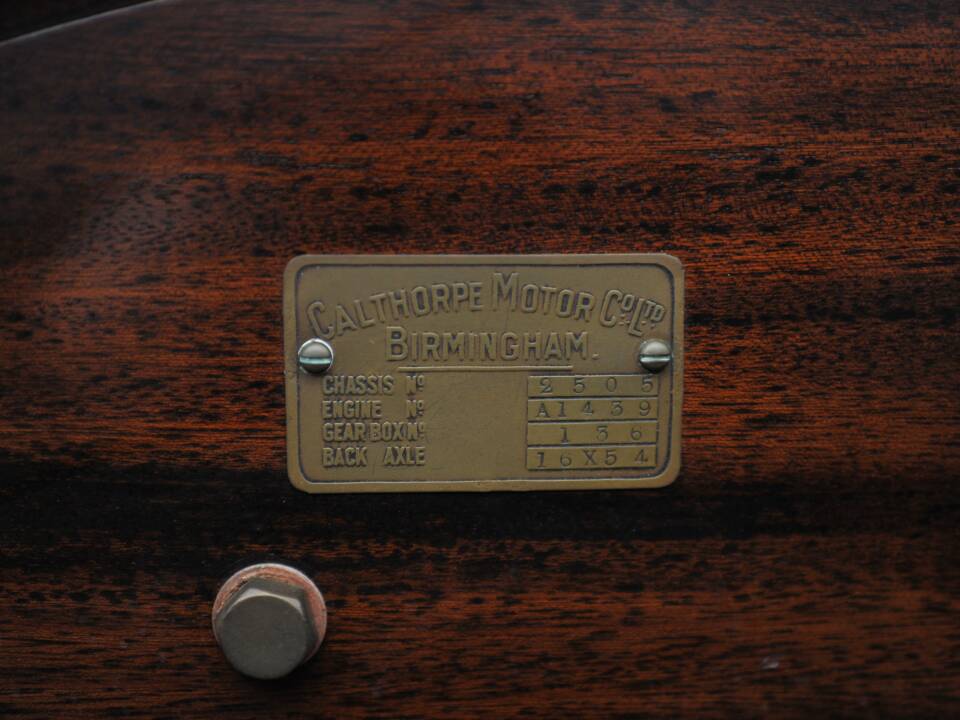 CALTHORPE MOTOR CO. LTD
BIRMINGHAM.
CHASSIS NO 2505
ENGINE NO A1439
GEAR BOX NO 136
BACK AXLE 16X54